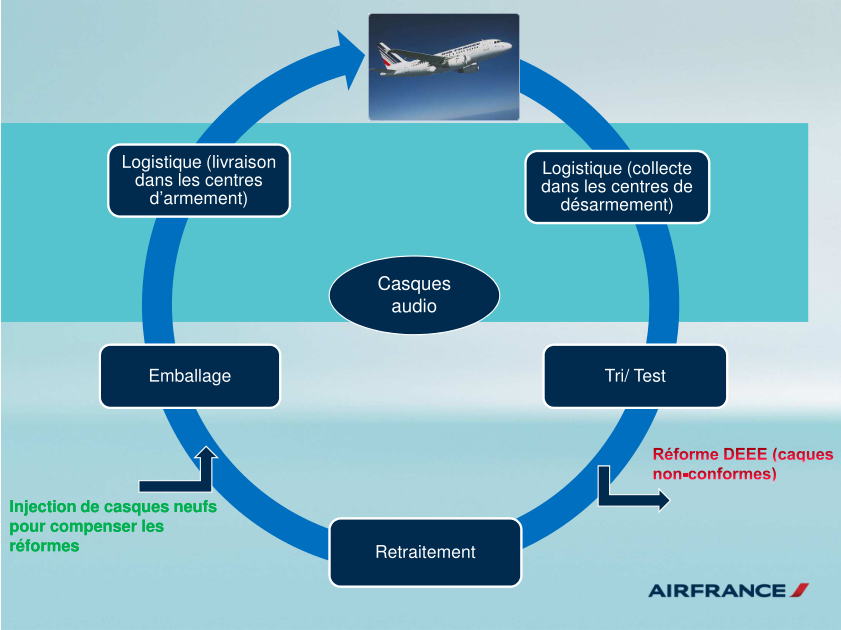 Logistique (livraison
dans les centres
d'armement)
Logistique (collecte
dans les centres de
désarmement)
Casques
audio
Emballage
Tri/ Test
Réforme DEEE (caques
non-conformes)
Injection de casques neufs
pour compenser les
réformes
Retraitement
AIRFRANCE